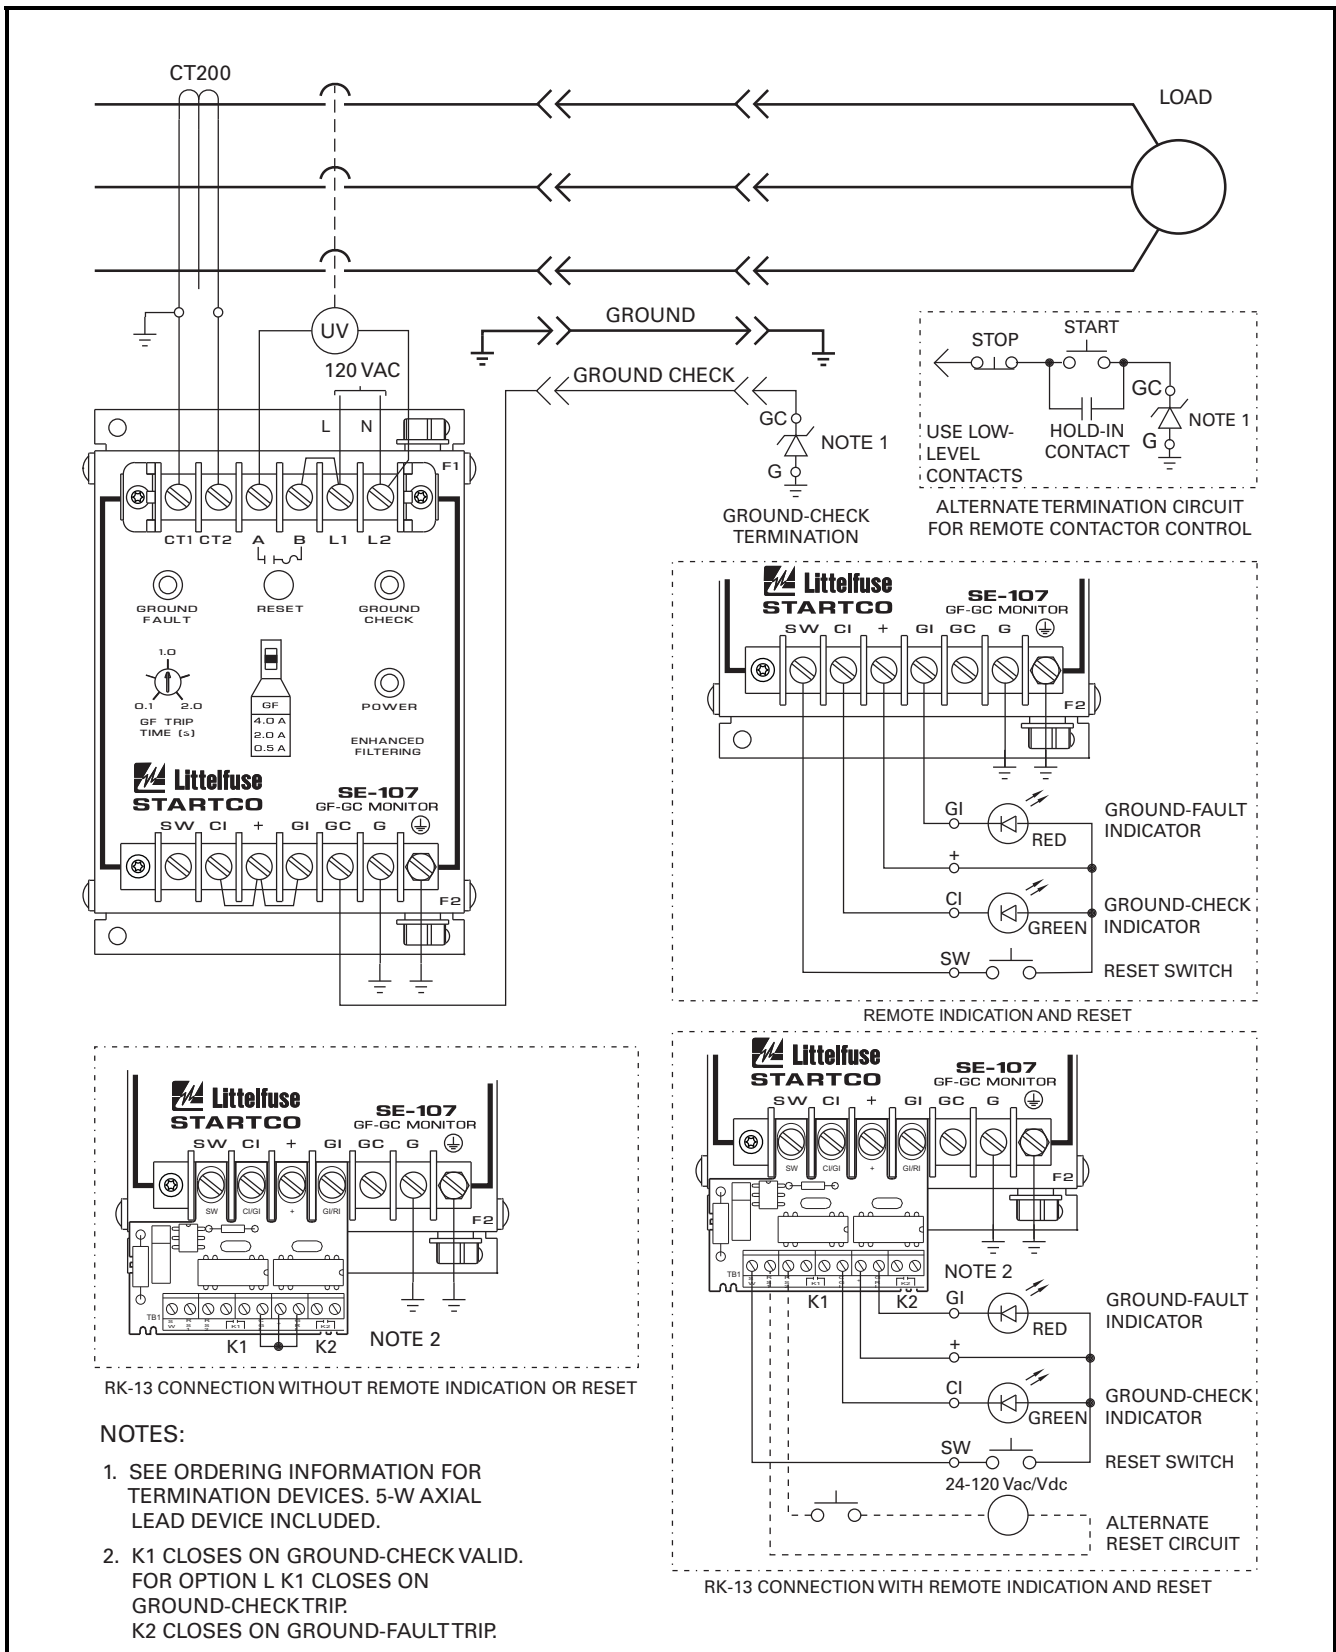 CT200
LOAD
UV
120 VAC
L N
GROUND
GROUND CHECK
GC
NOTE 1
G
GROUND-CHECK
TERMINATION
STOP
START
GC
NOTE 1
G
USE LOW-
LEVEL
CONTACTS
HOLD-IN
CONTACT
ALTERNATE TERMINATION CIRCUIT
FOR REMOTE CONTACTOR CONTROL
F1
CT1 CT2 A B L1 L2
GROUND
FAULT
RESET
GROUND
CHECK
1.0
0.1 2.0
GF TRIP
TIME (s)
GF
4.0 A
2.0 A
0.5 A
POWER
ENHANCED
FILTERING
Littelfuse
STARTCO
SE-107
GF-GC MONITOR
SW CI + GI GC G
F2
Littelfuse
STARTCO
SE-107
GF-GC MONITOR
SW CI + GI GC G
F2
GI
RED
GROUND-FAULT
INDICATOR
+
CI
GREEN
GROUND-CHECK
INDICATOR
SW
RESET SWITCH
REMOTE INDICATION AND RESET
Littelfuse
STARTCO
SE-107
GF-GC MONITOR
SW CI + GI GC G
SW CI/GI + GI/RI
F2
TB1
K1 K2
K1 K2
NOTE 2
RK-13 CONNECTION WITHOUT REMOTE INDICATION OR RESET
Littelfuse
STARTCO
SE-107
GF-GC MONITOR
SW CI + GI GC G
SW CI/GI + GI/RI
F2
TB1
K1 K2
K1 K2
NOTE 2
GI
RED
GROUND-FAULT
INDICATOR
+
CI
GREEN
GROUND-CHECK
INDICATOR
SW
RESET SWITCH
24-120 Vac/Vdc
ALTERNATE
RESET CIRCUIT
RK-13 CONNECTION WITH REMOTE INDICATION AND RESET
NOTES:
1. SEE ORDERING INFORMATION FOR
TERMINATION DEVICES. 5-W AXIAL
LEAD DEVICE INCLUDED.
2. K1 CLOSES ON GROUND-CHECK VALID.
FOR OPTION L K1 CLOSES ON
GROUND-CHECK TRIP.
K2 CLOSES ON GROUND-FAULT TRIP.